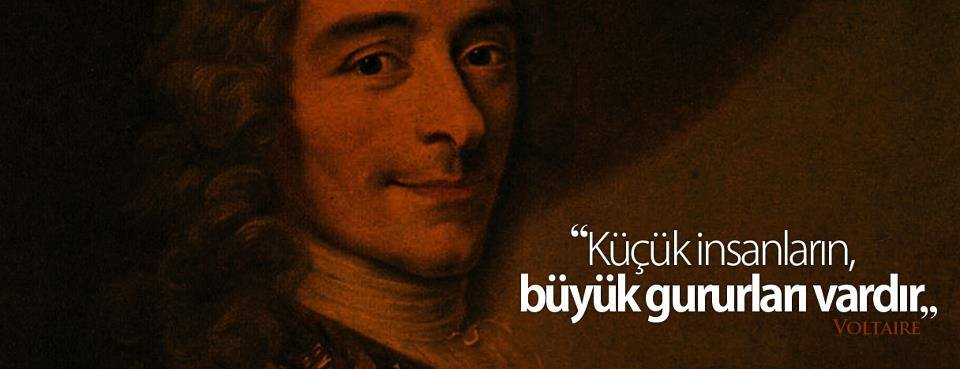 “Küçük insanların,
büyük gururları vardır„
VOLTAIRE